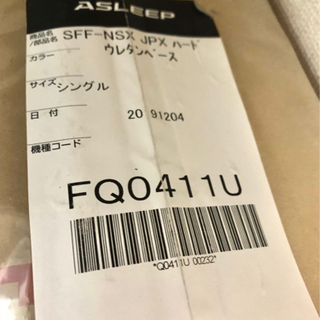 ASLEEP
商品名
/部品名 SFF-NSX JPX ハード
カラー ウレタンベース
サイズ シングル
日 付 20 91204
機種コード
FQ0411U
*Q0411U 00232*